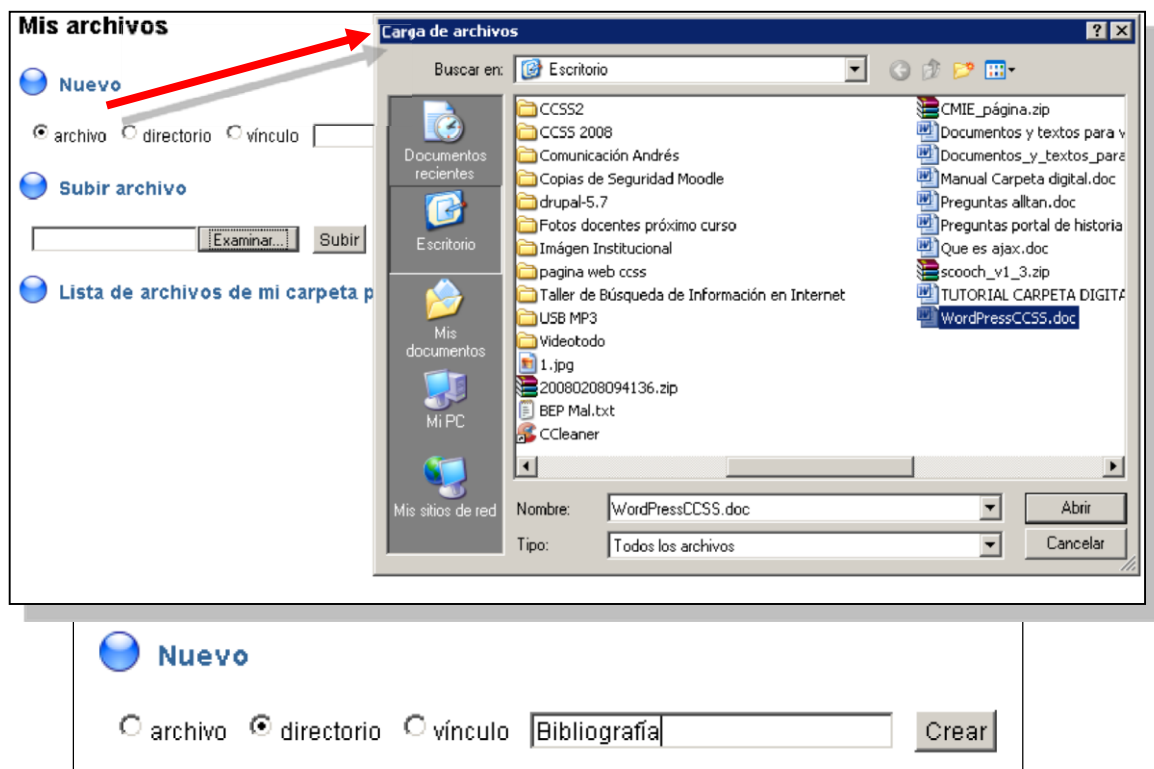 Mis archivos
Nuevo
archivo directorio vínculo
Subir archivo
Examinar... Subir
Lista de archivos de mi carpeta p
Carga de archivos
Buscar en: Escritorio
Documentos recientes
Escritorio
Mis documentos
Mi PC
Mis sitios de red
CCSS2
CCSS 2008
Comunicación Andrés
Copias de Seguridad Moodle
drupal-5.7
Fotos docentes próximo curso
Imágen Institucional
pagina web ccss
Taller de Búsqueda de Información en Internet
USB MP3
Videotodo
1.jpg
20080208094136.zip
BEP Mal.txt
CCleaner
CMIE_página.zip
Documentos y textos para v
Documentos_y_textos_para
Manual Carpeta digital.doc
Preguntas alltan.doc
Preguntas portal de historia
Que es ajax.doc
scooch_v1_3.zip
TUTORIAL CARPETA DIGITA
WordPressCCSS.doc
Nombre: WordPressCCSS.doc Abrir
Tipo: Todos los archivos Cancelar
Nuevo
archivo directorio vínculo Bibliografía Crear